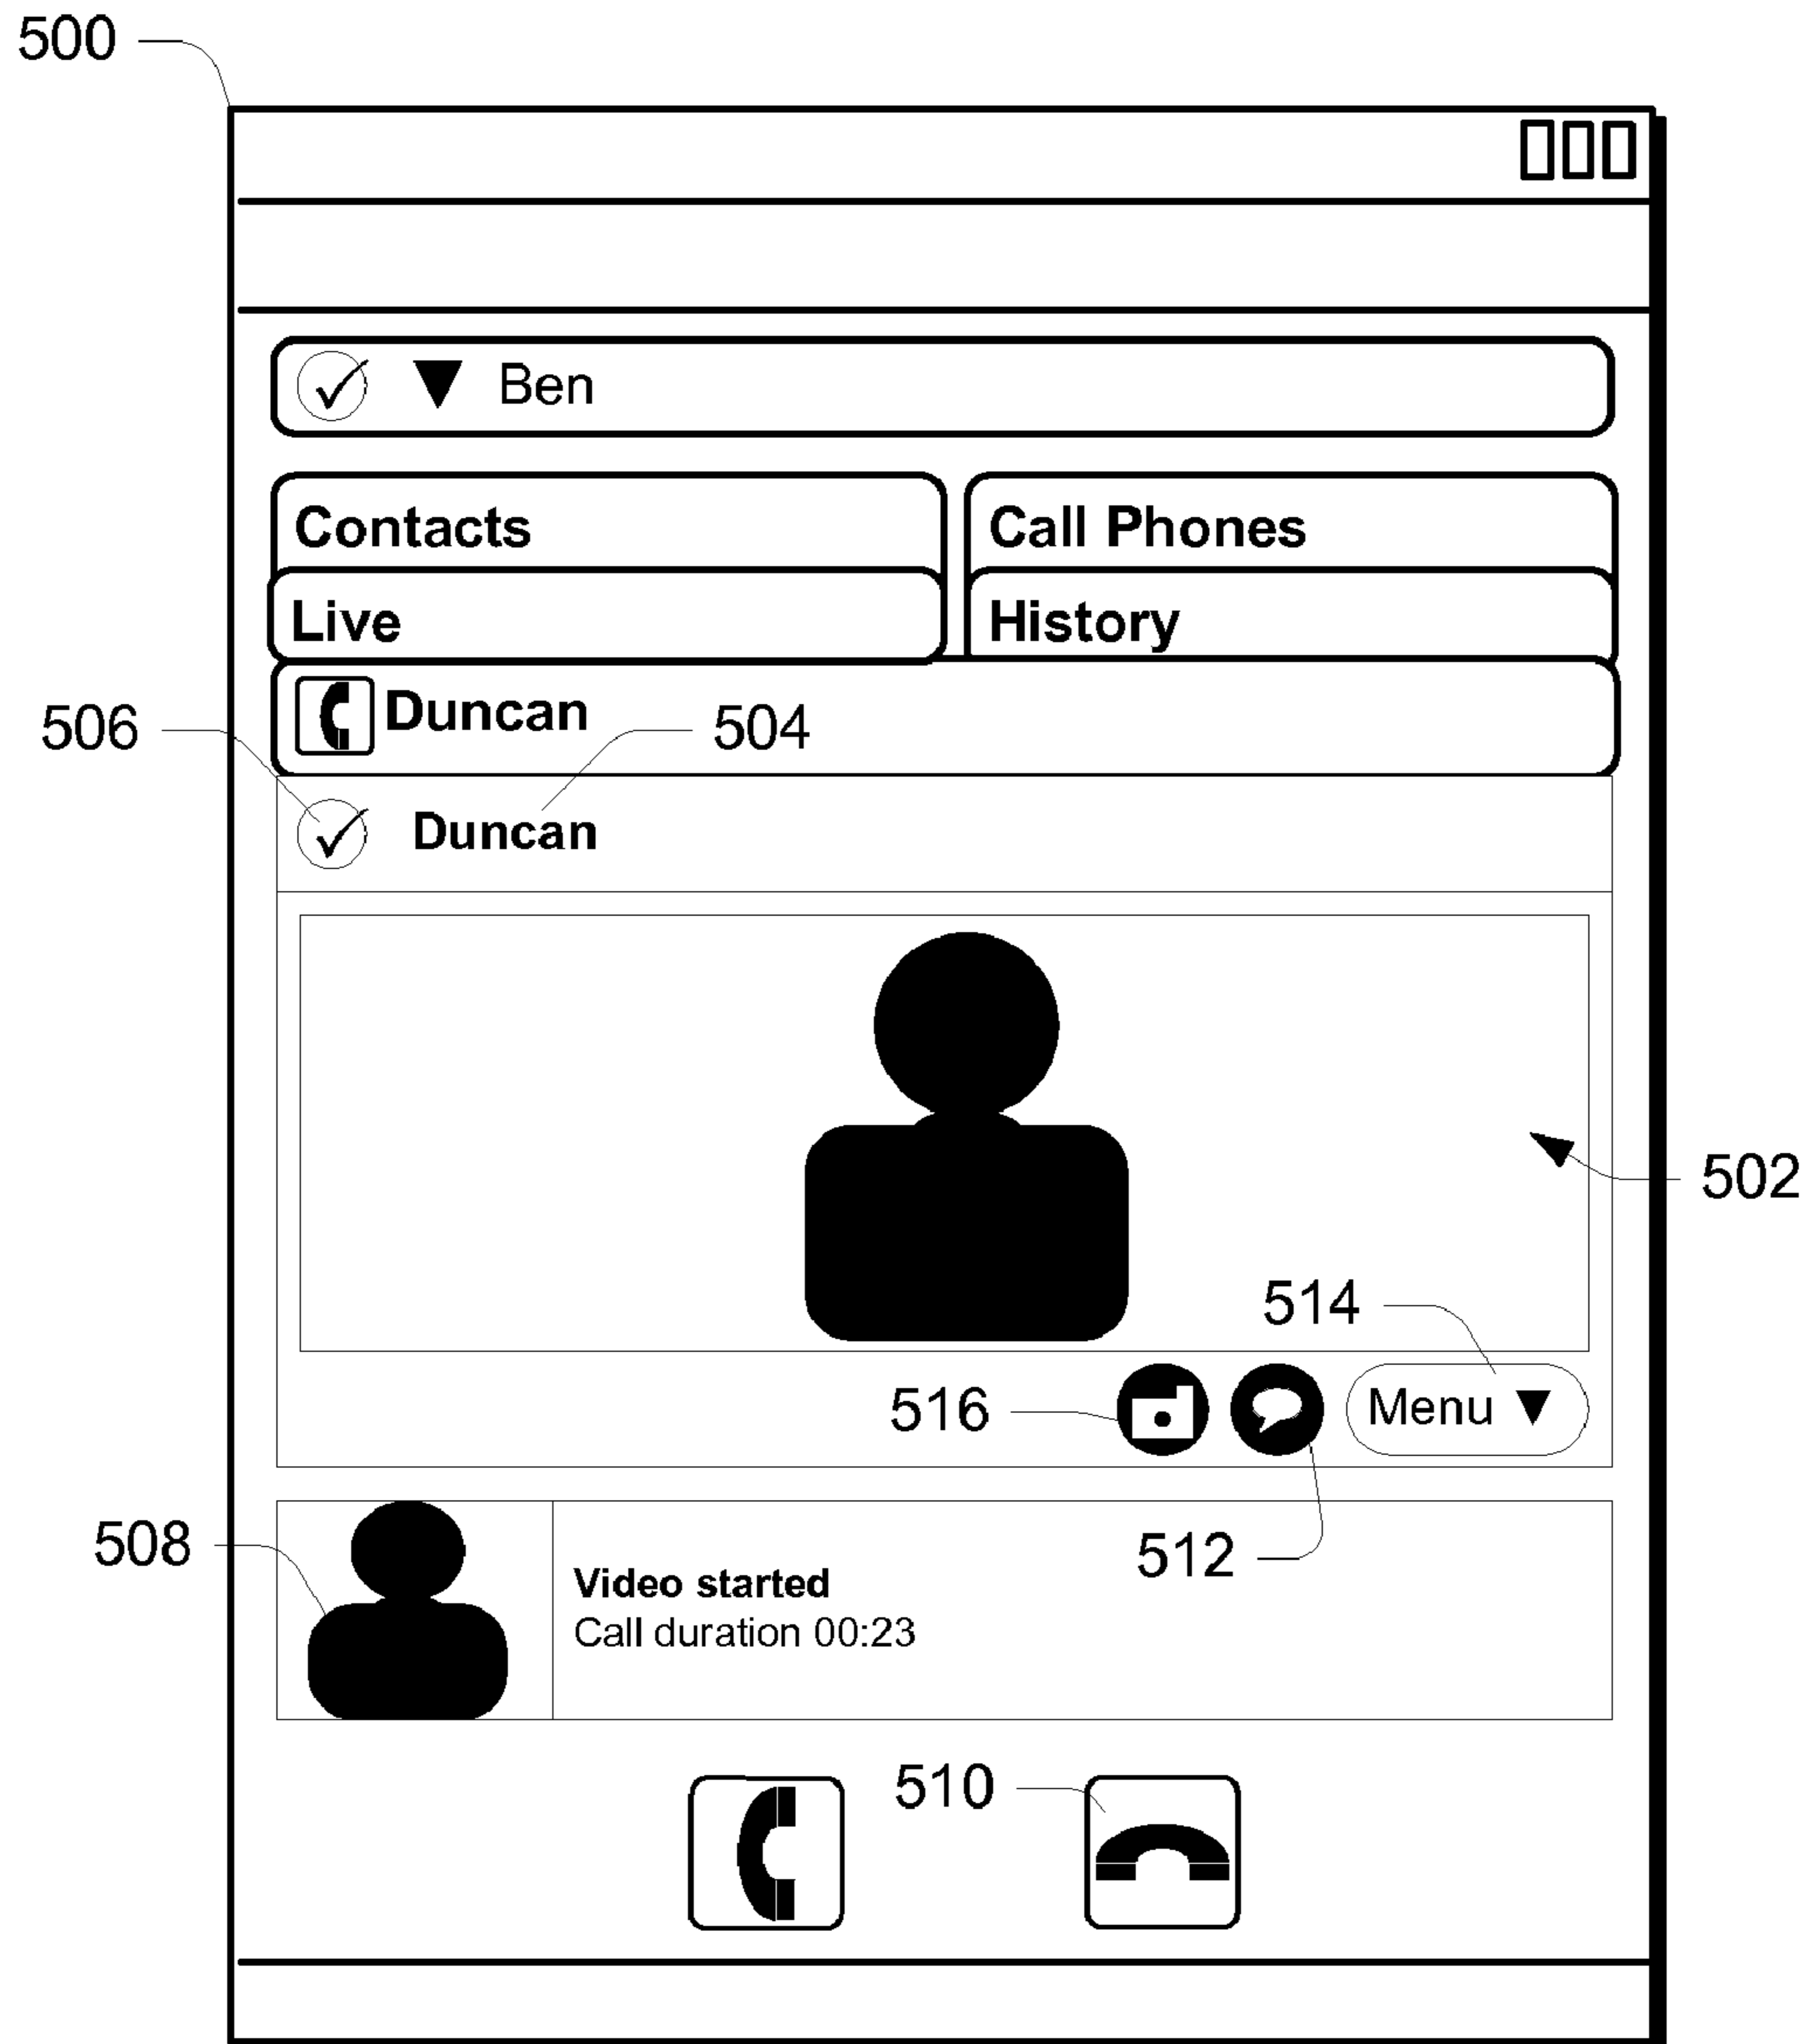 500
Ben
Contacts
Call Phones
Live
History
Duncan
506
504
Duncan
502
514
516
Menu
508
512
Video started
Call duration 00:23
510